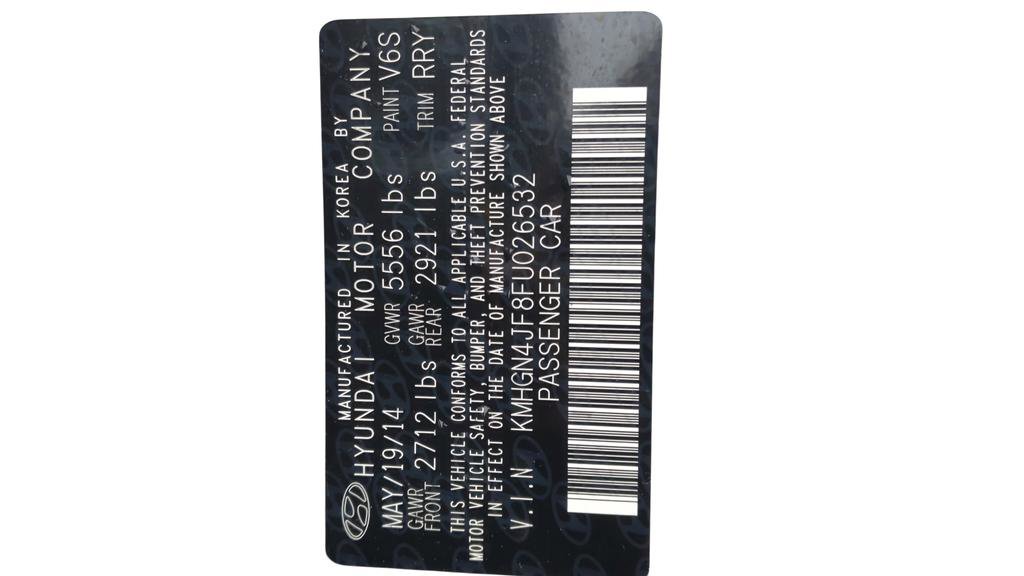 MANUFACTURED IN KOREA BY
HYUNDAI MOTOR COMPANY
MAY/19/14 GVWR 5556 lbs PAINT V6S
GAWR FRONT 2712 lbs GAWR REAR 2921 lbs TRIM RRY
THIS VEHICLE CONFORMS TO ALL APPLICABLE U.S.A. FEDERAL
MOTOR VEHICLE SAFETY, BUMPER, AND THEFT PREVENTION STANDARDS
IN EFFECT ON THE DATE OF MANUFACTURE SHOWN ABOVE
V.I.N KMHGN4JF8FU026532
PASSENGER CAR